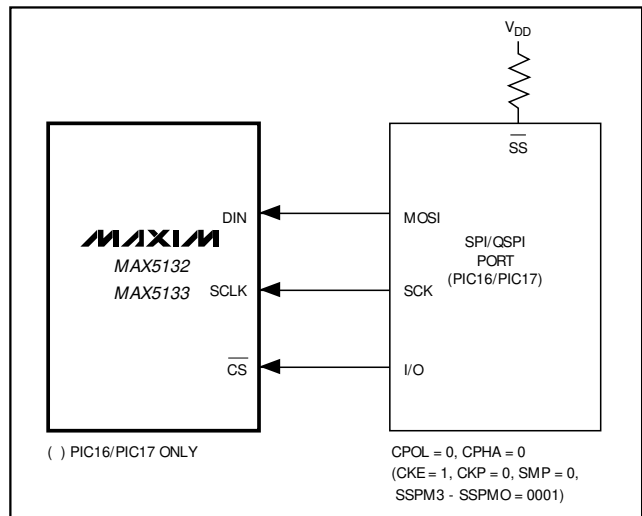 VDD
SS
DIN
MOSI
MAXIM
MAX5132
MAX5133
SPI/QSPI
PORT
(PIC16/PIC17)
SCLK
SCK
CS
I/O
( ) PIC16/PIC17 ONLY
CPOL = 0, CPHA = 0
(CKE = 1, CKP = 0, SMP = 0,
SSPM3 - SSPMO = 0001)